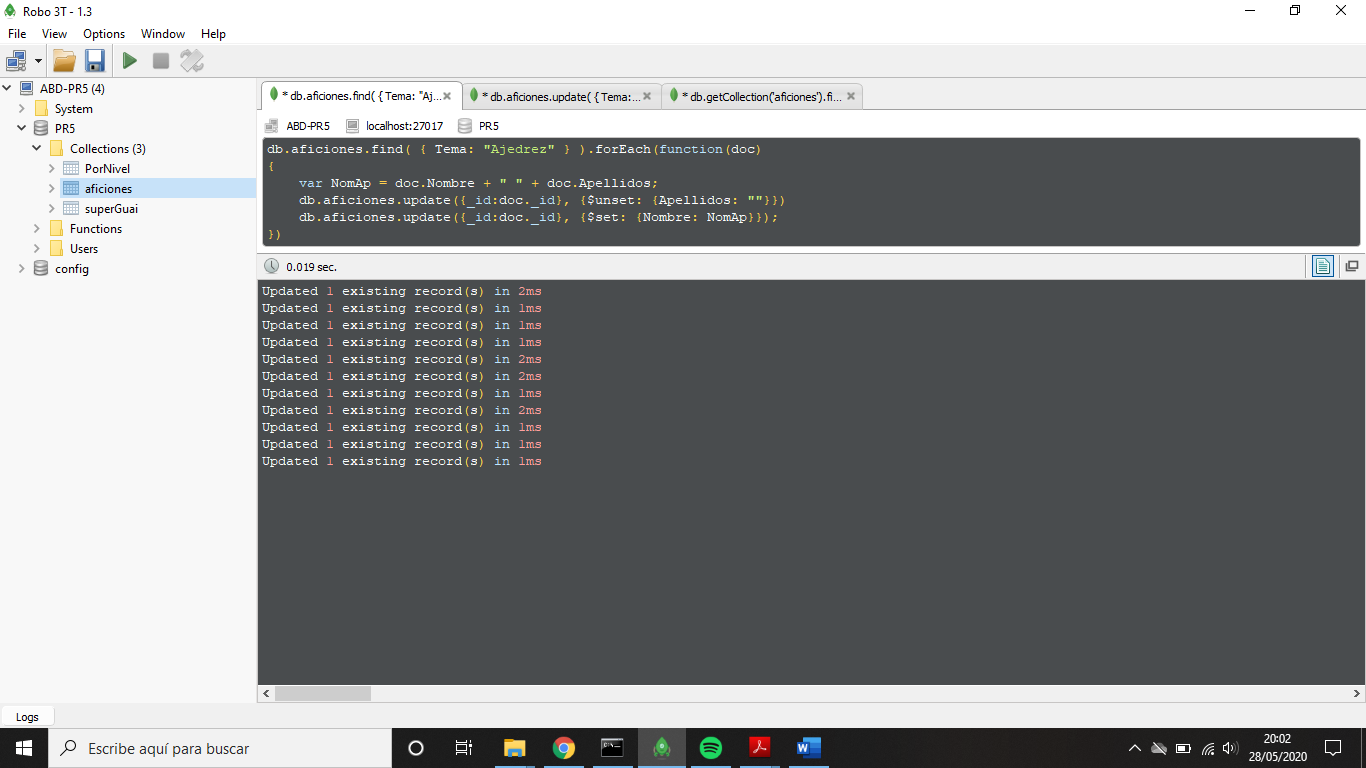 Robo 3T - 1.3
File View Options Window Help
ABD-PR5 (4)
System
PR5
Collections (3)
PorNivel
aficiones
superGuai
Functions
Users
config
* db.aficiones.find( { Tema: "Aj...
* db.aficiones.update( { Tema:...
* db.getCollection('aficiones').fi...
ABD-PR5 localhost:27017 PR5
db.aficiones.find( { Tema: "Ajedrez" } ).forEach(function(doc)
{
    var NomAp = doc.Nombre + " " + doc.Apellidos;
    db.aficiones.update({_id:doc._id}, {$unset: {Apellidos: ""}})
    db.aficiones.update({_id:doc._id}, {$set: {Nombre: NomAp}});
})
0.019 sec.
Updated 1 existing record(s) in 2ms
Updated 1 existing record(s) in 1ms
Updated 1 existing record(s) in 1ms
Updated 1 existing record(s) in 1ms
Updated 1 existing record(s) in 2ms
Updated 1 existing record(s) in 2ms
Updated 1 existing record(s) in 1ms
Updated 1 existing record(s) in 2ms
Updated 1 existing record(s) in 1ms
Updated 1 existing record(s) in 1ms
Updated 1 existing record(s) in 1ms
Logs
Escribe aquí para buscar
20:02
28/05/2020